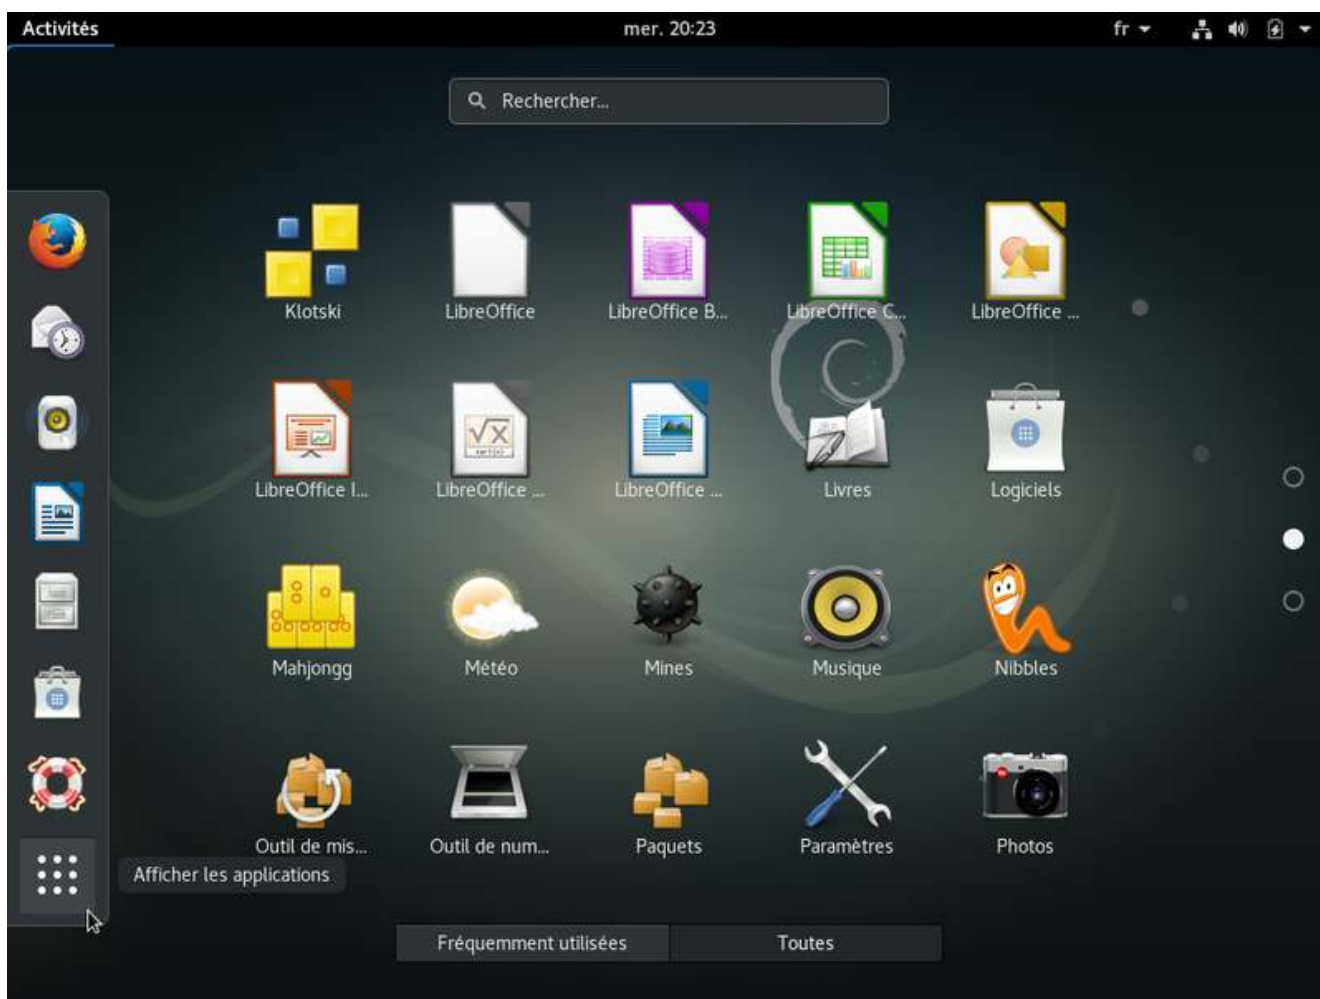 Activités
mer. 20:23
fr
Rechercher...
Klotski
LibreOffice
LibreOffice B...
LibreOffice C...
LibreOffice ...
LibreOffice I...
LibreOffice ...
LibreOffice ...
Livres
Logiciels
Mahjongg
Météo
Mines
Musique
Nibbles
Outil de mis...
Outil de num...
Paquets
Paramètres
Photos
Afficher les applications
Fréquemment utilisées
Toutes